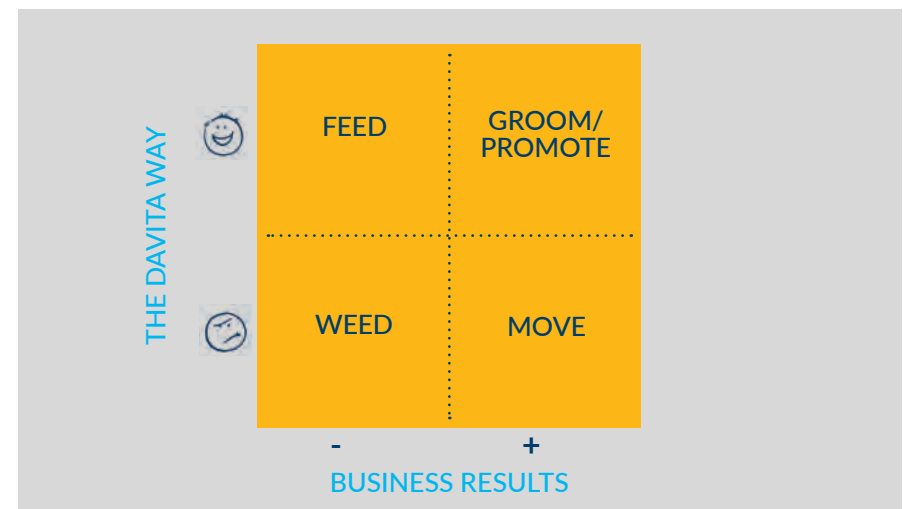 THE DAVITA WAY
FEED
GROOM/
PROMOTE
WEED
MOVE
- +
BUSINESS RESULTS